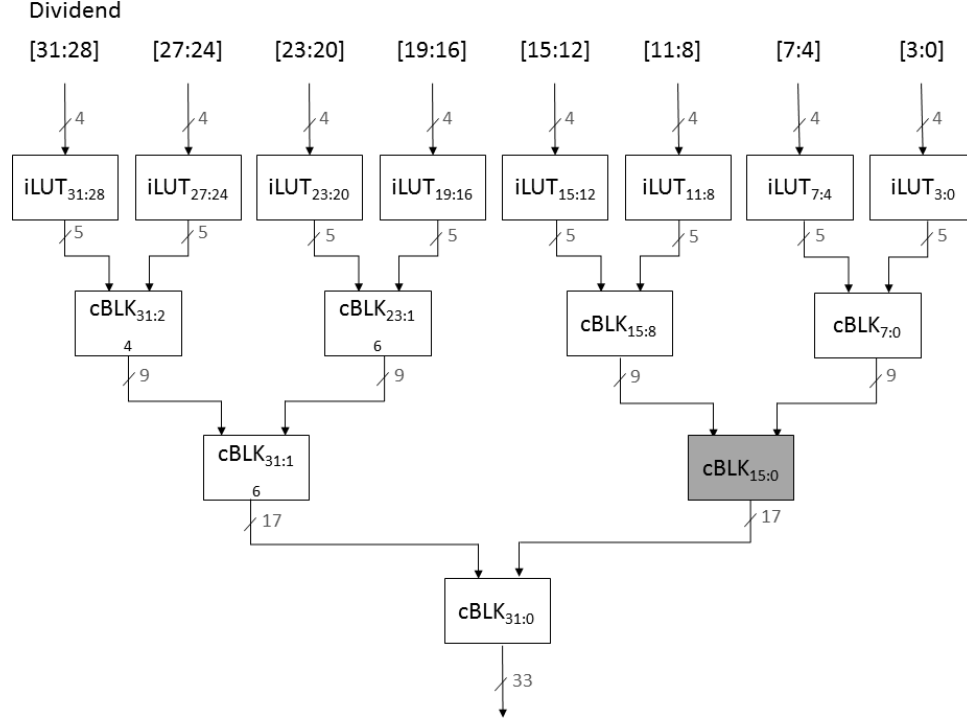 Dividend
[31:28] [27:24] [23:20] [19:16] [15:12] [11:8] [7:4] [3:0]
4 4 4 4 4 4 4 4
iLUT31:28 iLUT27:24 iLUT23:20 iLUT19:16 iLUT15:12 iLUT11:8 iLUT7:4 iLUT3:0
5 5 5 5 5 5 5 5
cBLK31:2 cBLK23:1 cBLK15:8 cBLK7:0
4 6
9 9 9 9
cBLK31:1 cBLK15:0
6
17 17
cBLK31:0
33